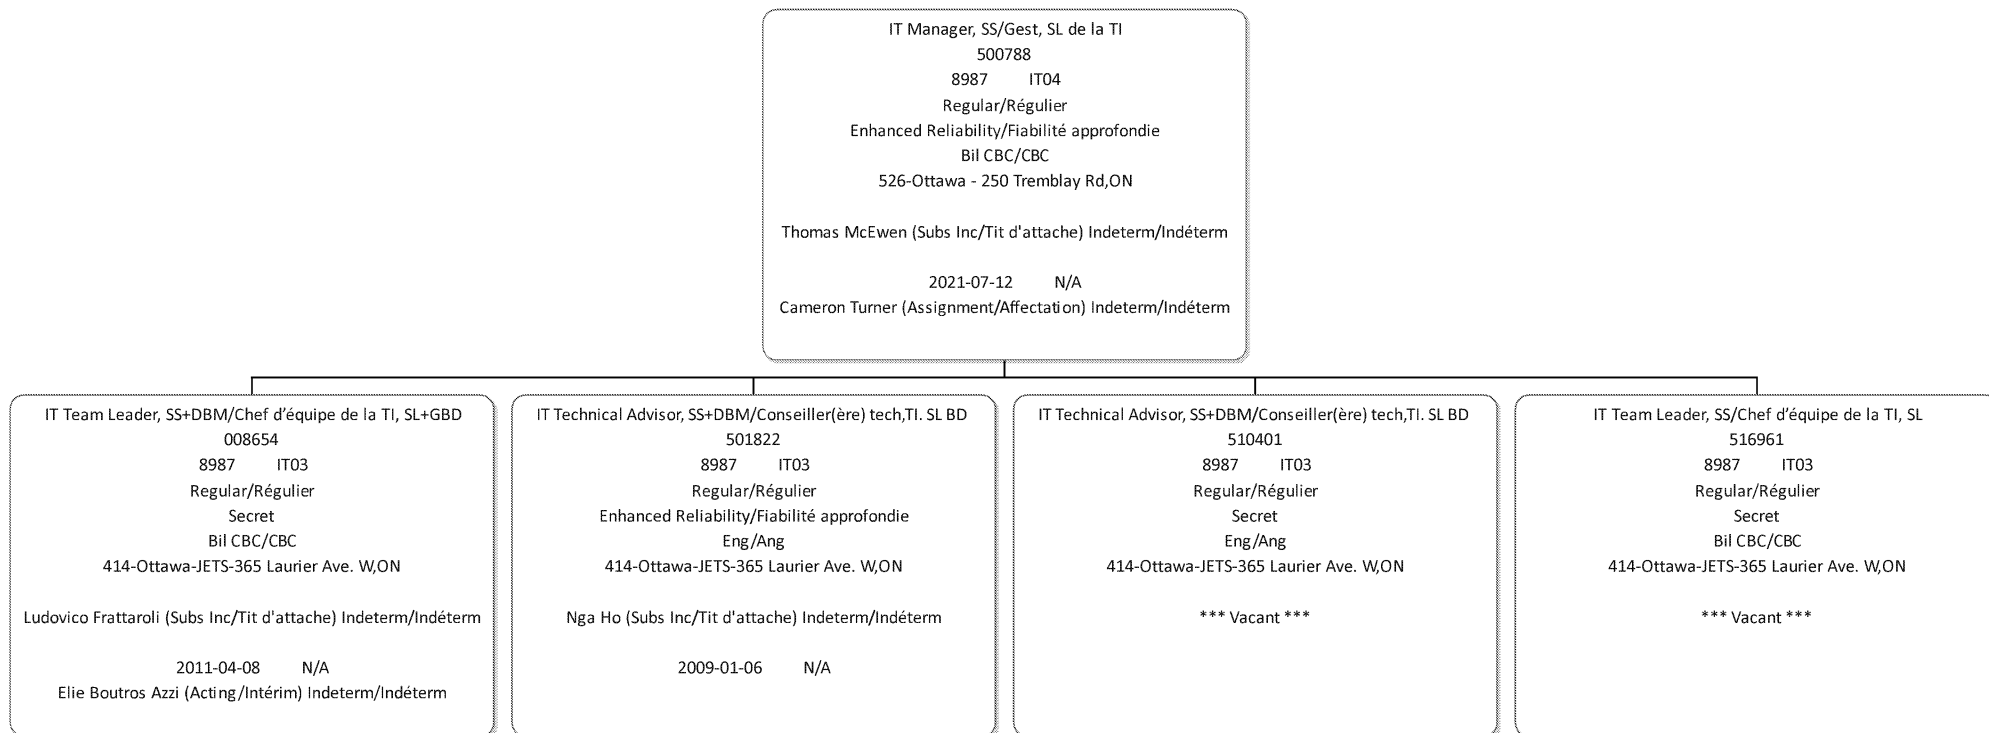 IT Manager, SS/Gest, SL de la TI
500788
8987 IT04
Regular/Régulier
Enhanced Reliability/Fiabilité approfondie
Bil CBC/CBC
526-Ottawa - 250 Tremblay Rd,ON
Thomas McEwen (Subs Inc/Tit d'attache) Indeterm/Indéterm
2021-07-12 N/A
Cameron Turner (Assignment/Affectation) Indeterm/Indéterm
IT Team Leader, SS+DBM/Chef d’équipe de la TI, SL+GBD
008654
8987 IT03
Regular/Régulier
Secret
Bil CBC/CBC
414-Ottawa-JETS-365 Laurier Ave. W,ON
Ludovico Frattaroli (Subs Inc/Tit d'attache) Indeterm/Indéterm
2011-04-08 N/A
Elie Boutros Azzi (Acting/Intérim) Indeterm/Indéterm
IT Technical Advisor, SS+DBM/Conseiller(ère) tech,TI. SL BD
501822
8987 IT03
Regular/Régulier
Enhanced Reliability/Fiabilité approfondie
Eng/Ang
414-Ottawa-JETS-365 Laurier Ave. W,ON
Nga Ho (Subs Inc/Tit d'attache) Indeterm/Indéterm
2009-01-06 N/A
IT Technical Advisor, SS+DBM/Conseiller(ère) tech,TI. SL BD
510401
8987 IT03
Regular/Régulier
Secret
Eng/Ang
414-Ottawa-JETS-365 Laurier Ave. W,ON
*** Vacant ***
IT Team Leader, SS/Chef d’équipe de la TI, SL
516961
8987 IT03
Regular/Régulier
Secret
Bil CBC/CBC
414-Ottawa-JETS-365 Laurier Ave. W,ON
*** Vacant ***